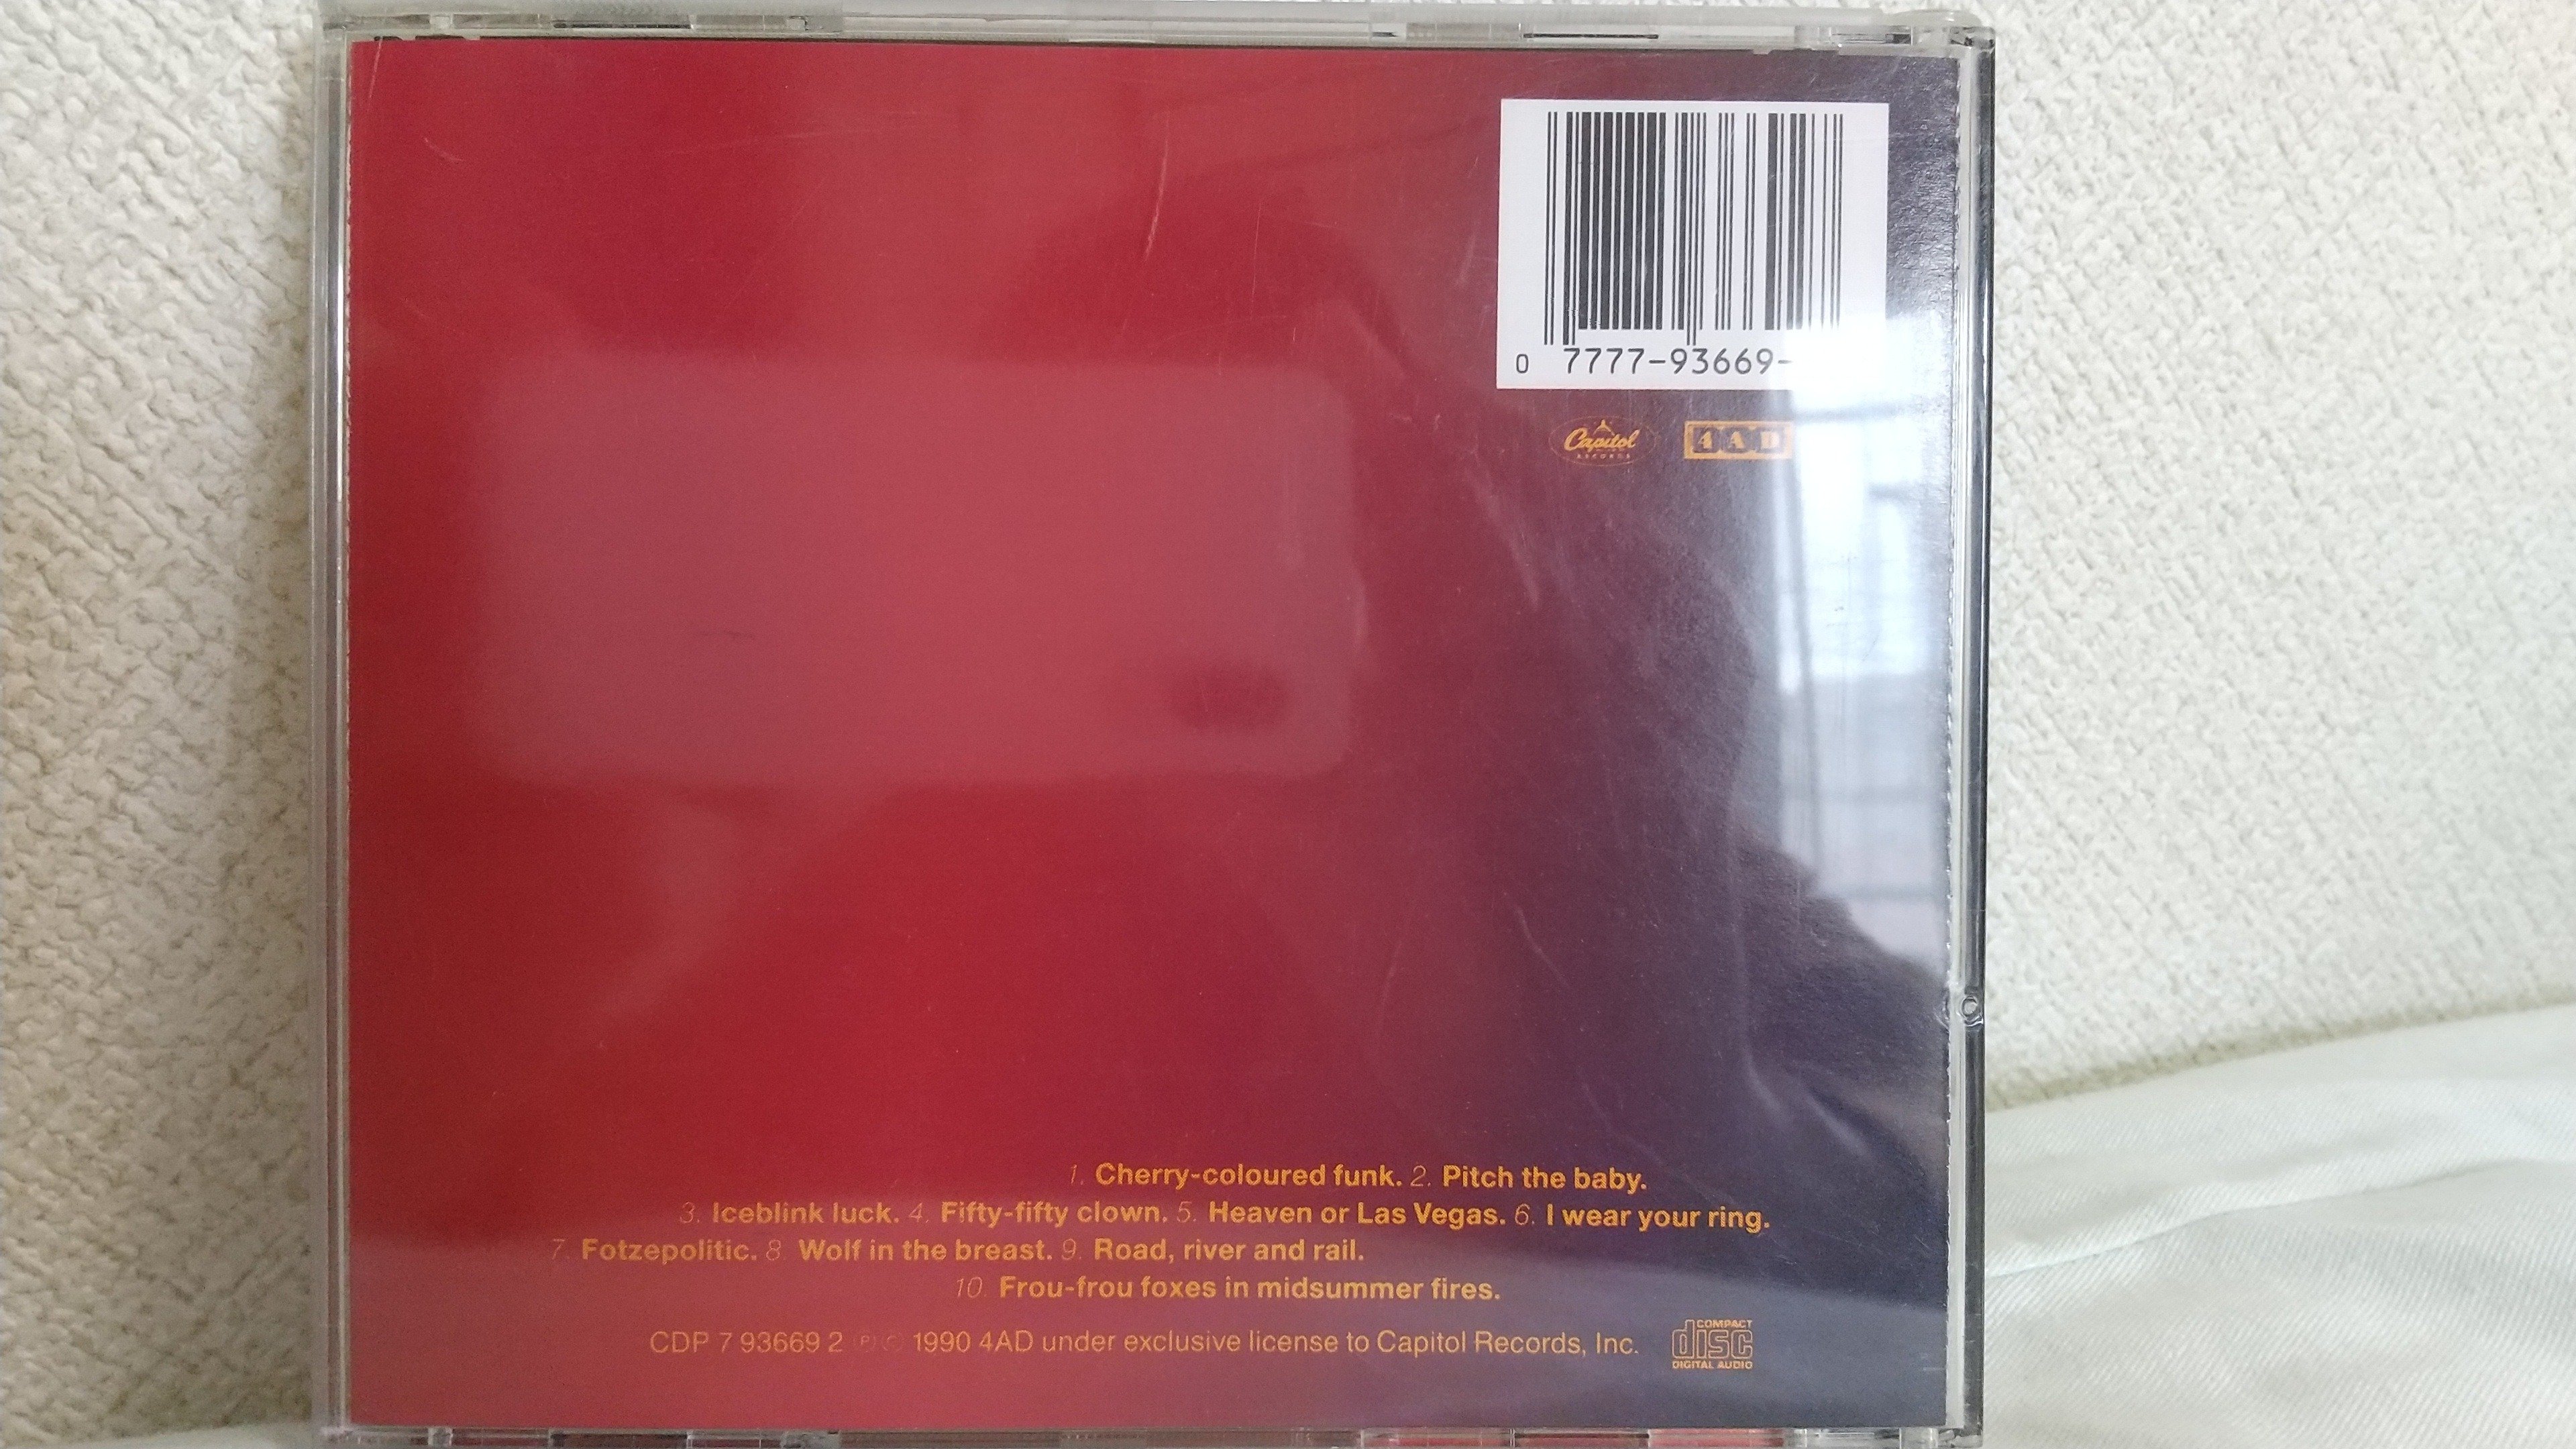 0 7777-93669-
Capitol RECORDS 4AD
1. Cherry-coloured funk. 2. Pitch the baby.
3. Iceblink luck. 4. Fifty-fifty clown. 5. Heaven or Las Vegas. 6. I wear your ring.
7. Fotzepolitic. 8 Wolf in the breast. 9. Road, river and rail.
10. Frou-frou foxes in midsummer fires.
CDP 7 93669 2 ℗ © 1990 4AD under exclusive license to Capitol Records, Inc. COMPACT disc DIGITAL AUDIO